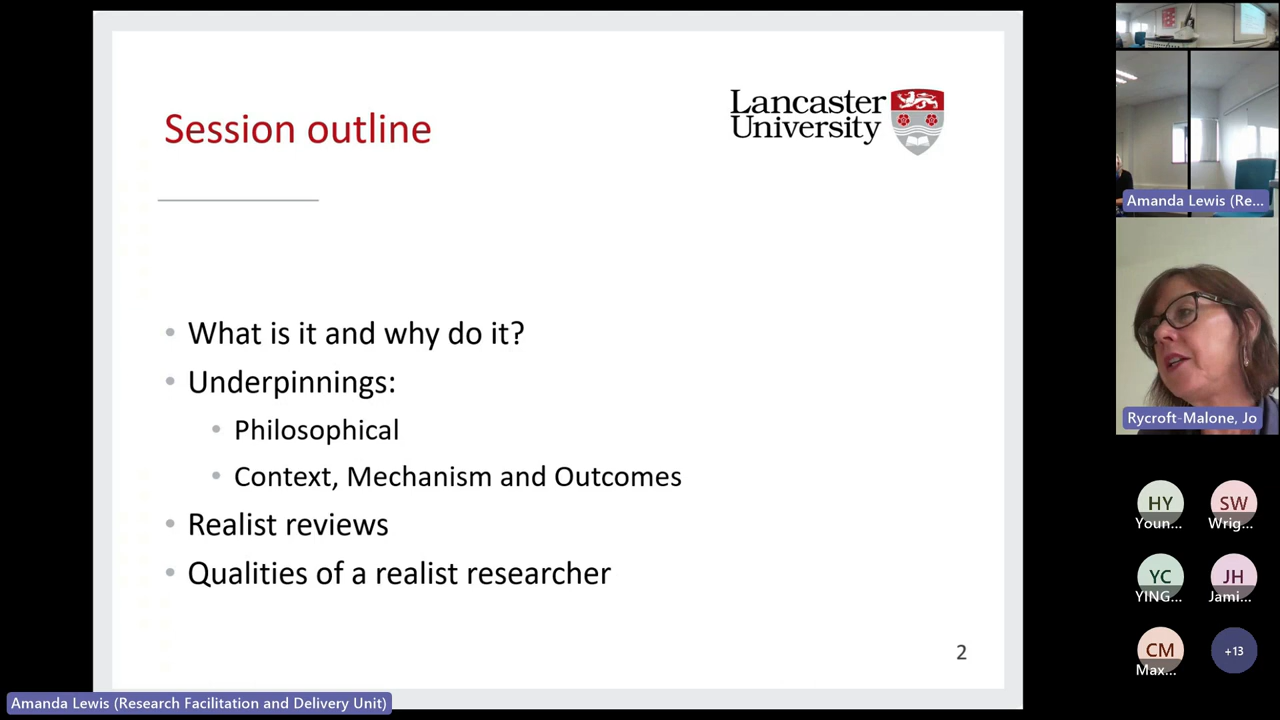 Session outline
Lancaster
University
• What is it and why do it?
• Underpinnings:
• Philosophical
• Context, Mechanism and Outcomes
• Realist reviews
• Qualities of a realist researcher
2
Amanda Lewis (Research Facilitation and Delivery Unit)
Amanda Lewis (Re...
Rycroft-Malone, Jo
HY
Youn...
SW
Wrig...
YC
YING...
JH
Jami...
CM
Max...
+13